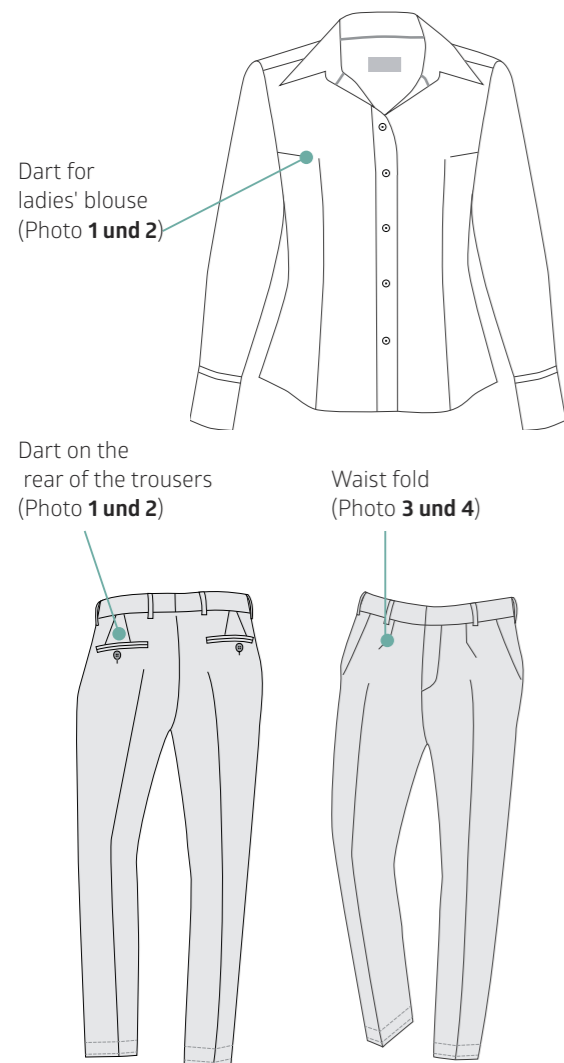 Dart for
ladies' blouse
(Photo 1 und 2)
Dart on the
rear of the trousers
(Photo 1 und 2)
Waist fold
(Photo 3 und 4)